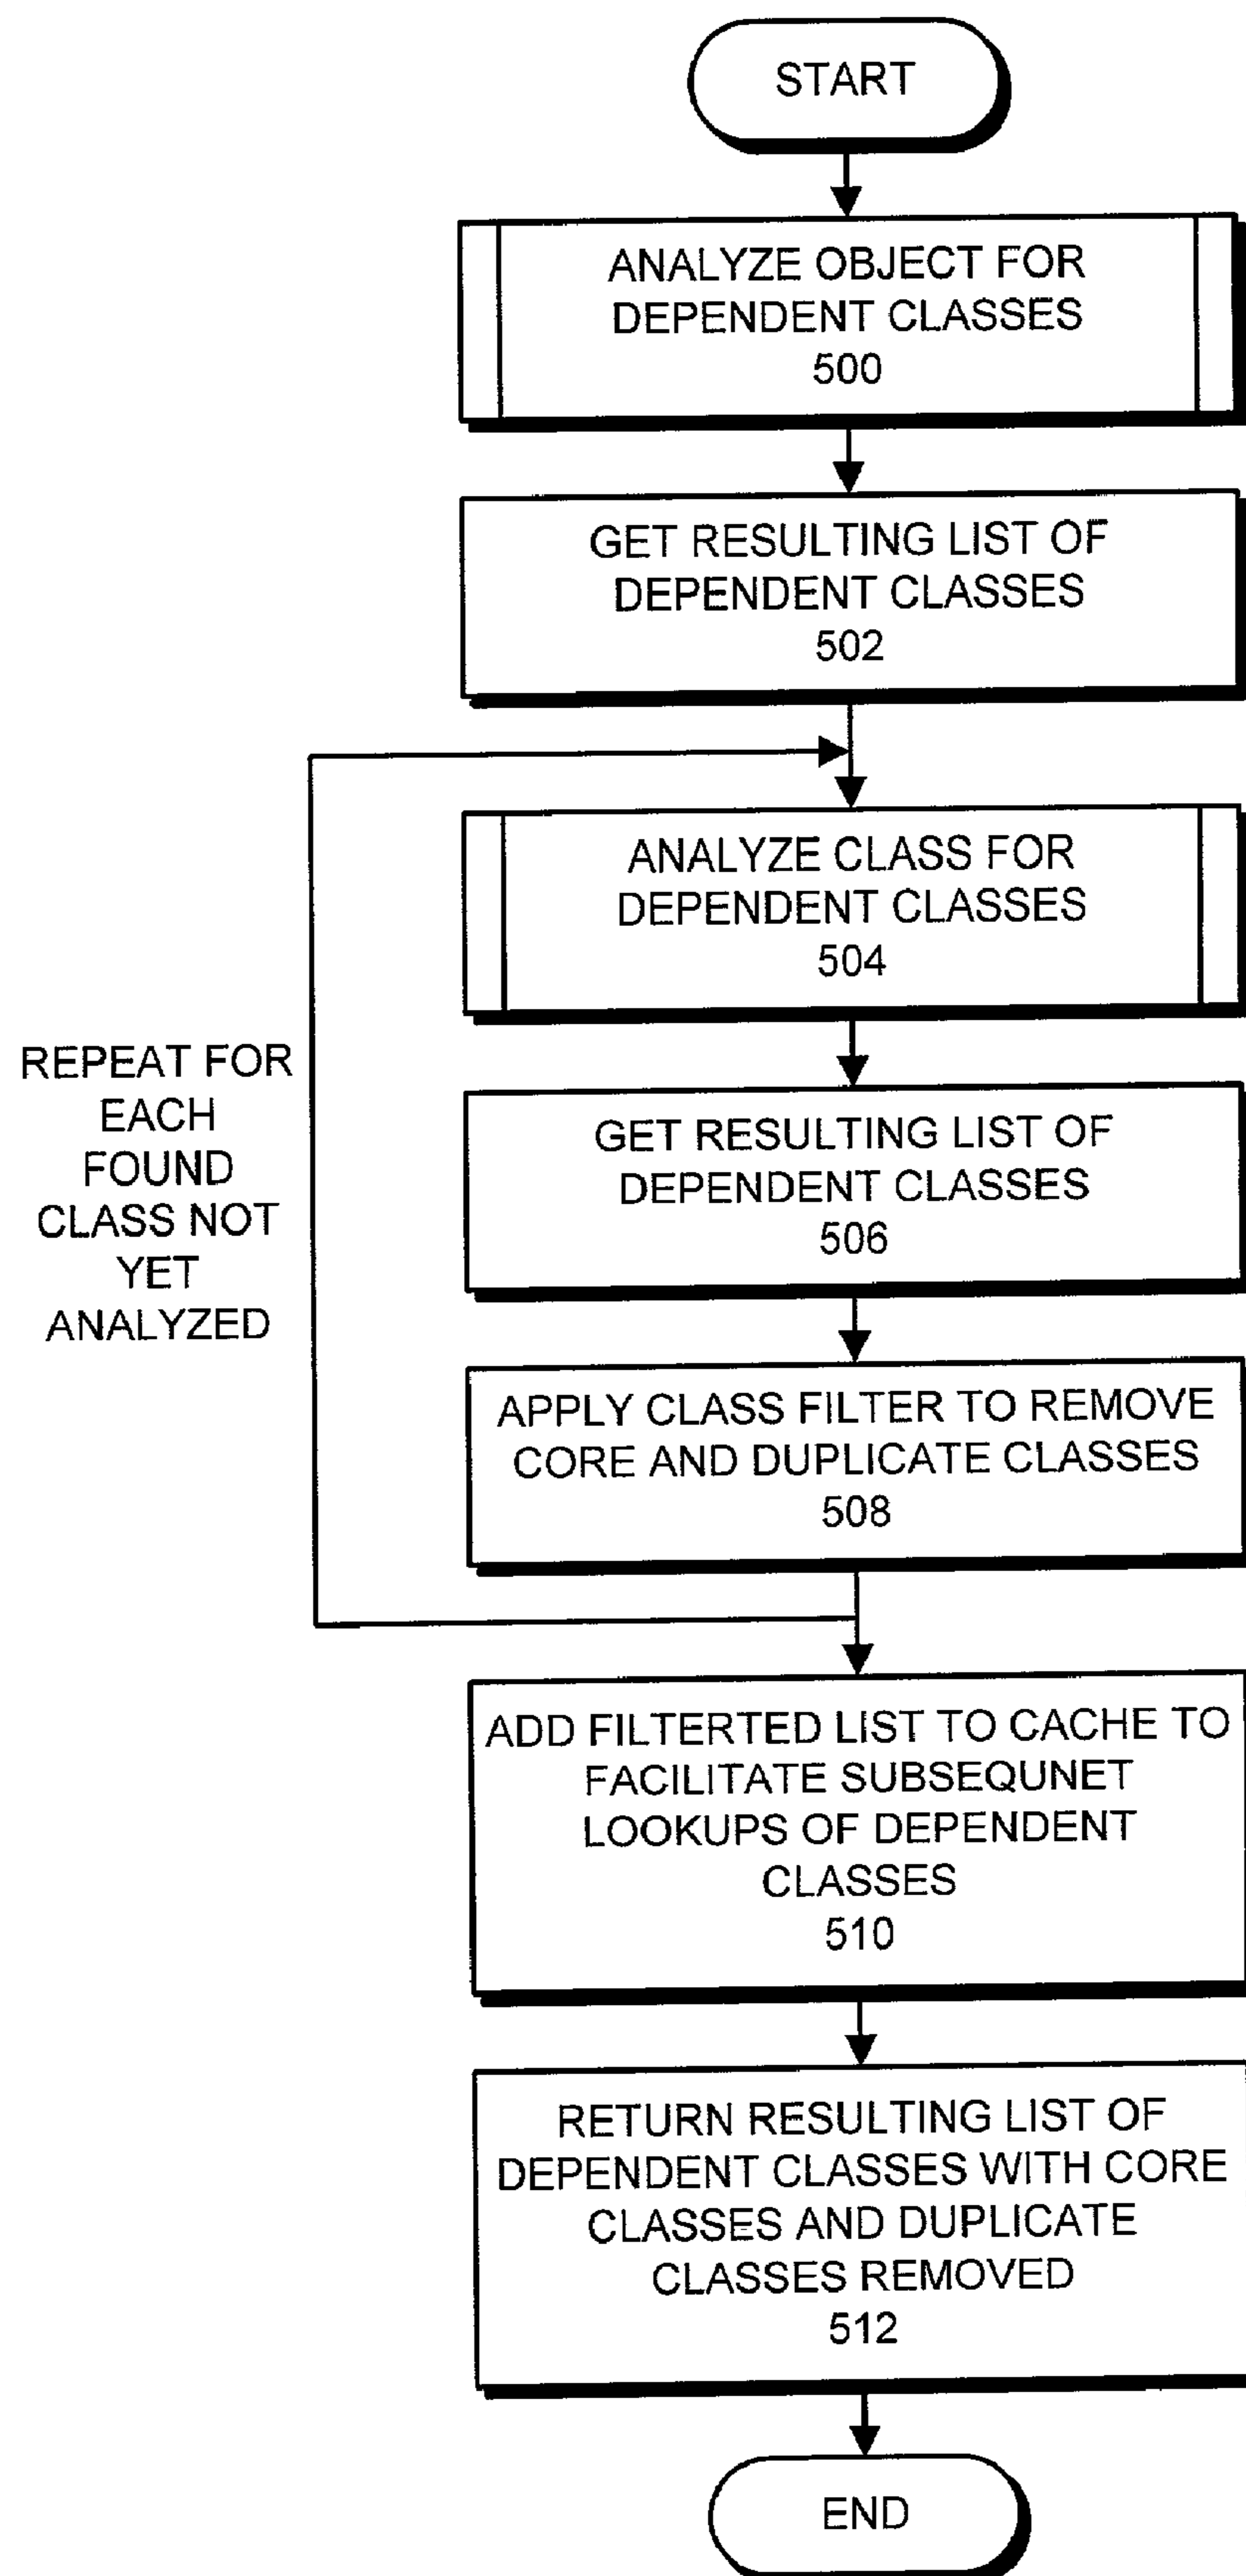 START
ANALYZE OBJECT FOR
DEPENDENT CLASSES
500
GET RESULTING LIST OF
DEPENDENT CLASSES
502
ANALYZE CLASS FOR
DEPENDENT CLASSES
504
REPEAT FOR
EACH
FOUND
CLASS NOT
YET
ANALYZED
GET RESULTING LIST OF
DEPENDENT CLASSES
506
APPLY CLASS FILTER TO REMOVE
CORE AND DUPLICATE CLASSES
508
ADD FILTERTED LIST TO CACHE TO
FACILITATE SUBSEQUNET
LOOKUPS OF DEPENDENT
CLASSES
510
RETURN RESULTING LIST OF
DEPENDENT CLASSES WITH CORE
CLASSES AND DUPLICATE
CLASSES REMOVED
512
END